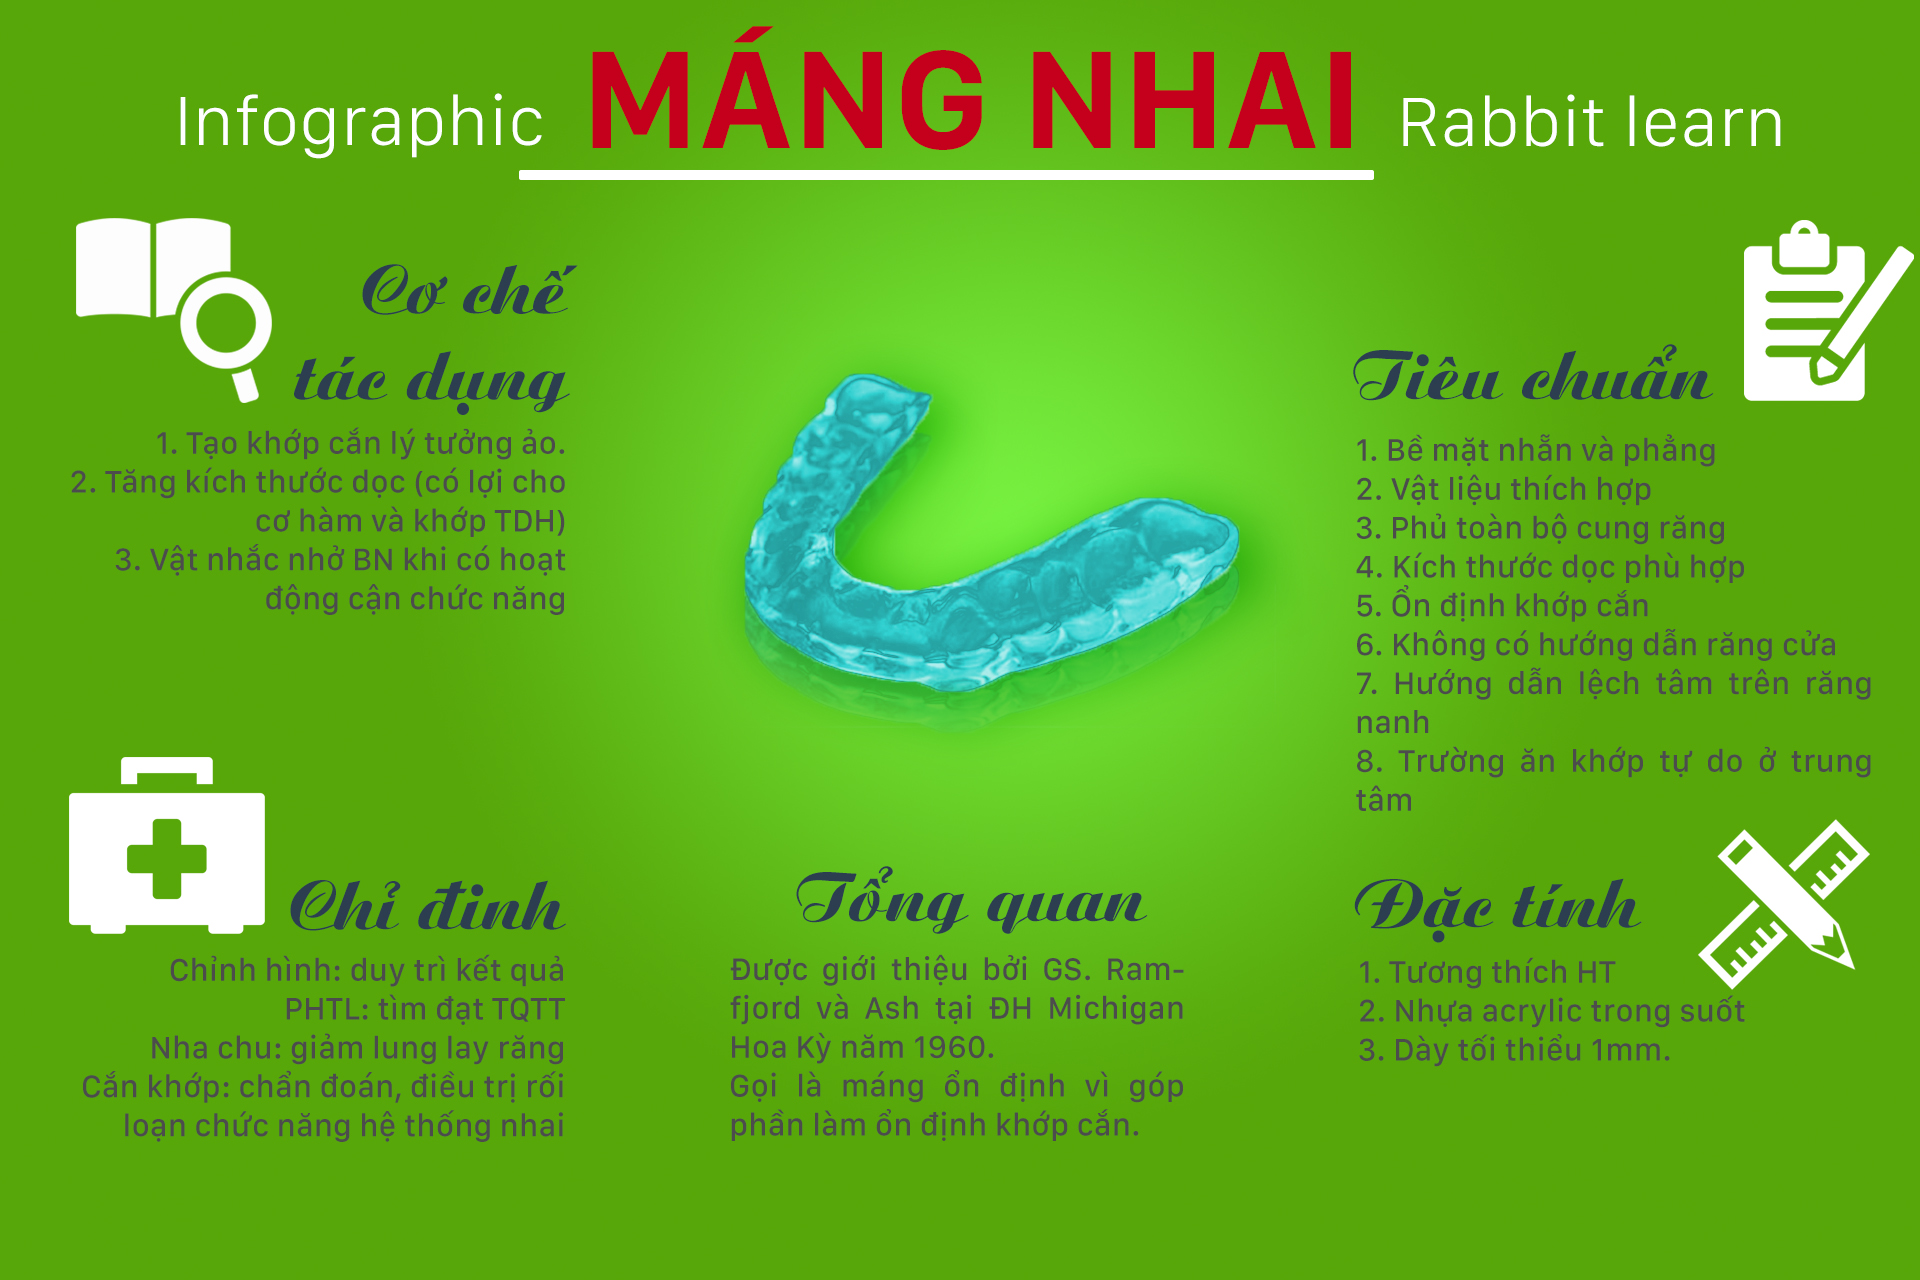 Infographic MÁNG NHAI Rabbit learn
Cơ chế
tác dụng
1. Tạo khớp cắn lý tưởng ảo.
2. Tăng kích thước dọc (có lợi cho
cơ hàm và khớp TDH)
3. Vật nhắc nhở BN khi có hoạt
động cận chức năng
Tiêu chuẩn
1. Bề mặt nhẵn và phẳng
2. Vật liệu thích hợp
3. Phủ toàn bộ cung răng
4. Kích thước dọc phù hợp
5. Ổn định khớp cắn
6. Không có hướng dẫn răng cửa
7. Hướng dẫn lệch tâm trên răng
nanh
8. Trường ăn khớp tự do ở trung
tâm
Chỉ đinh
Chỉnh hình: duy trì kết quả
PHTL: tìm đạt TQTT
Nha chu: giảm lung lay răng
Cắn khớp: chẩn đoán, điều trị rối
loạn chức năng hệ thống nhai
Tổng quan
Được giới thiệu bởi GS. Ram-
fjord và Ash tại ĐH Michigan
Hoa Kỳ năm 1960.
Gọi là máng ổn định vì góp
phần làm ổn định khớp cắn.
Đặc tính
1. Tương thích HT
2. Nhựa acrylic trong suốt
3. Dày tối thiểu 1mm.